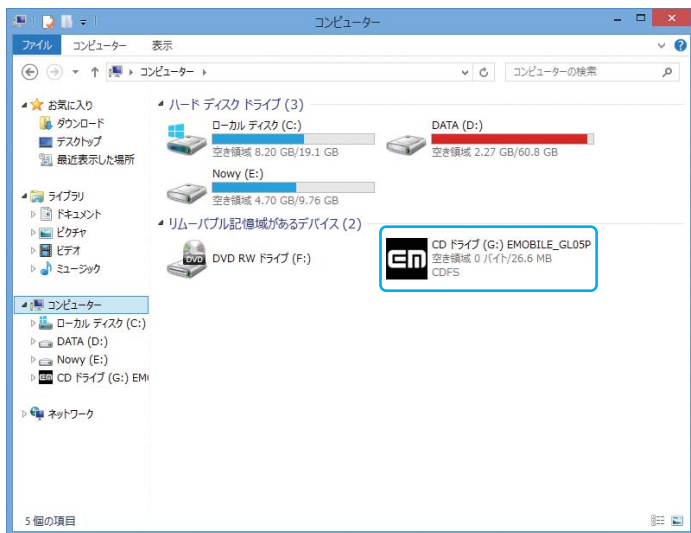 コンピューター
ファイル コンピューター 表示
コンピューター
コンピューターの検索
お気に入り
ダウンロード
デスクトップ
最近表示した場所
ライブラリ
ドキュメント
ピクチャ
ビデオ
ミュージック
コンピューター
ローカル ディスク (C:)
DATA (D:)
Nowy (E:)
CD ドライブ (G:) EM
ネットワーク
ハード ディスク ドライブ (3)
ローカル ディスク (C:)
空き領域 8.20 GB/19.1 GB
DATA (D:)
空き領域 2.27 GB/60.8 GB
Nowy (E:)
空き領域 4.70 GB/9.76 GB
リムーバブル記憶域があるデバイス (2)
DVD
DVD RW ドライブ (F:)
Em
CD ドライブ (G:) EMOBILE_GL05P
空き領域 0 バイト/26.6 MB
CDFS
5 個の項目